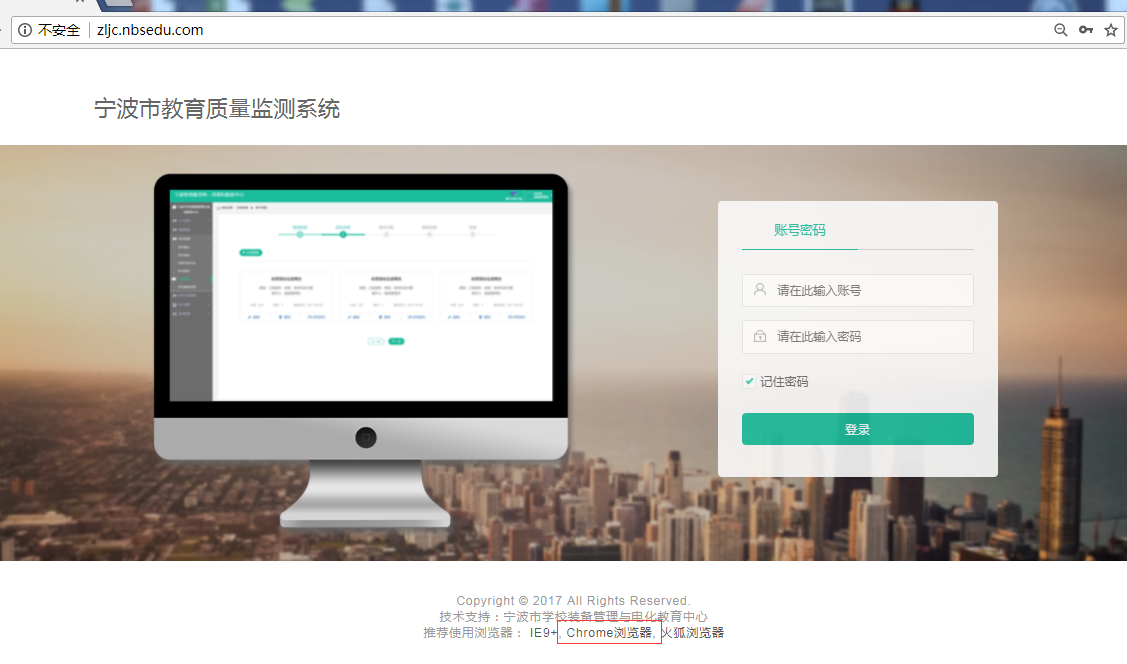 不安全 zljc.nbsedu.com
宁波市教育质量监测系统
账号密码
请在此输入账号
请在此输入密码
记住密码
登录
Copyright © 2017 All Rights Reserved.
技术支持：宁波市学校装备管理与电化教育中心
推荐使用浏览器： IE9+, Chrome浏览器, 火狐浏览器